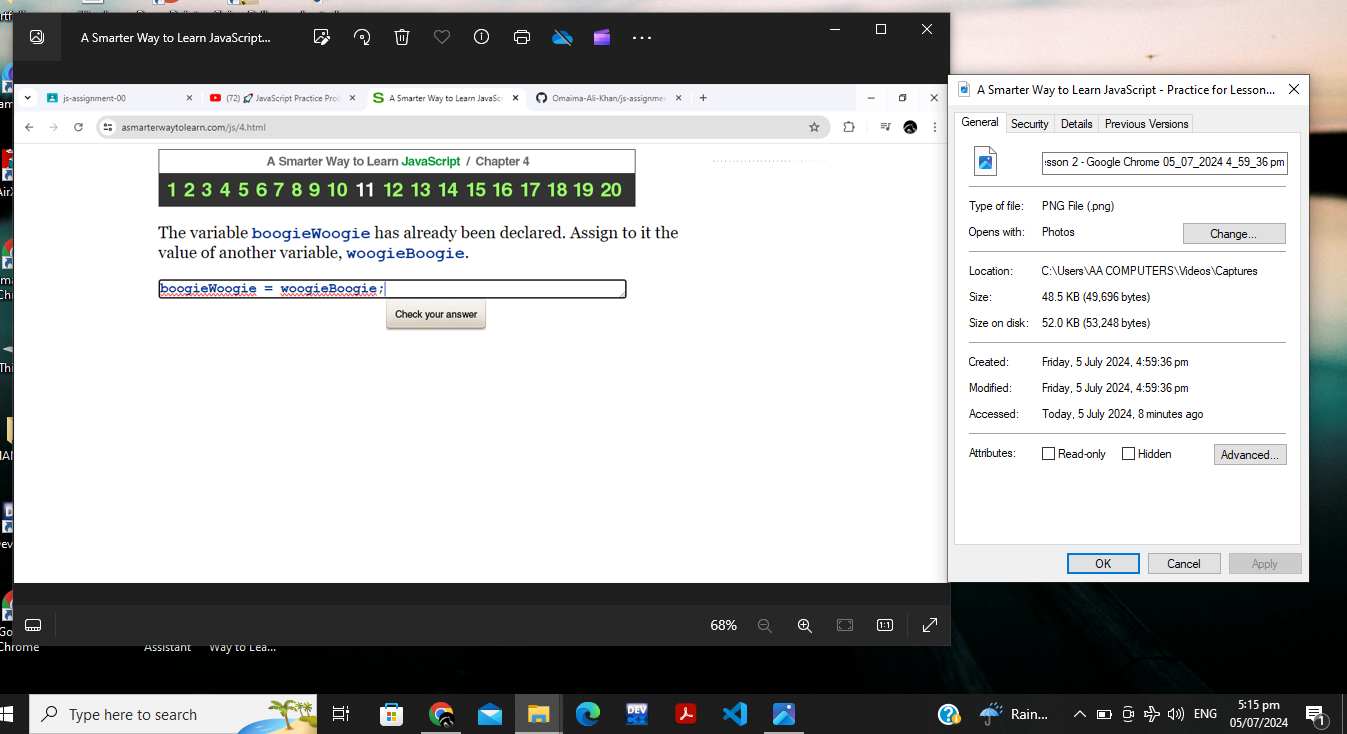 A Smarter Way to Learn JavaScript...
js-assignment-00
(72) 🚀 JavaScript Practice Prob
A Smarter Way to Learn JavaScr
Omaima-Ali-Khan/js-assignmen
asmarterwaytolearn.com/js/4.html
A Smarter Way to Learn JavaScript / Chapter 4
1 2 3 4 5 6 7 8 9 10 11 12 13 14 15 16 17 18 19 20
The variable boogieWoogie has already been declared. Assign to it the
value of another variable, woogieBoogie.
boogieWoogie = woogieBoogie;
Check your answer
68%
1:1
A Smarter Way to Learn JavaScript - Practice for Lesson...
General Security Details Previous Versions
sson 2 - Google Chrome 05_07_2024 4_59_36 pm
Type of file: PNG File (.png)
Opens with: Photos Change...
Location: C:\Users\AA COMPUTERS\Videos\Captures
Size: 48.5 KB (49,696 bytes)
Size on disk: 52.0 KB (53,248 bytes)
Created: Friday, 5 July 2024, 4:59:36 pm
Modified: Friday, 5 July 2024, 4:59:36 pm
Accessed: Today, 5 July 2024, 8 minutes ago
Attributes: Read-only Hidden Advanced...
OK Cancel Apply
Chrome Assistant Way to Lea...
Type here to search
DEV
Rain...
ENG
5:15 pm
05/07/2024
1